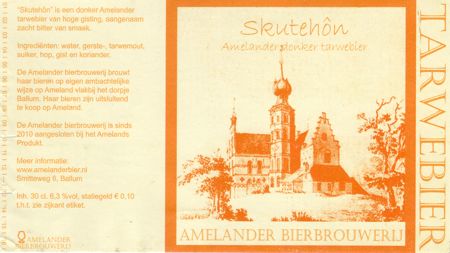 "Skutehôn" is een donker Amelander
tarwebier van hoge gisting, aangenaam
zacht bitter van smaak.
Ingrediënten: water, gerste-, tarwemout,
suiker, hop, gist en koriander.
De Amelander bierbrouwerij brouwt
haar bieren op eigen ambachtelijke
wijze op Ameland vlakbij het dorpje
Ballum. Haar bieren zijn uitsluitend
te koop op Ameland.
De Amelander bierbrouwerij is sinds
2010 aangesloten bij het Amelands
Produkt.
Meer informatie:
www.amelanderbier.nl
Smitteweg 6, Ballum
Inh. 30 cl. 6,3 %vol, statiegeld € 0,10
t.h.t. zie zijkant etiket.
AMELANDER
BIERBROUWERIJ
Skutehôn
Amelander donker tarwebier
AMELANDER BIERBROUWERIJ
TARWEBIER